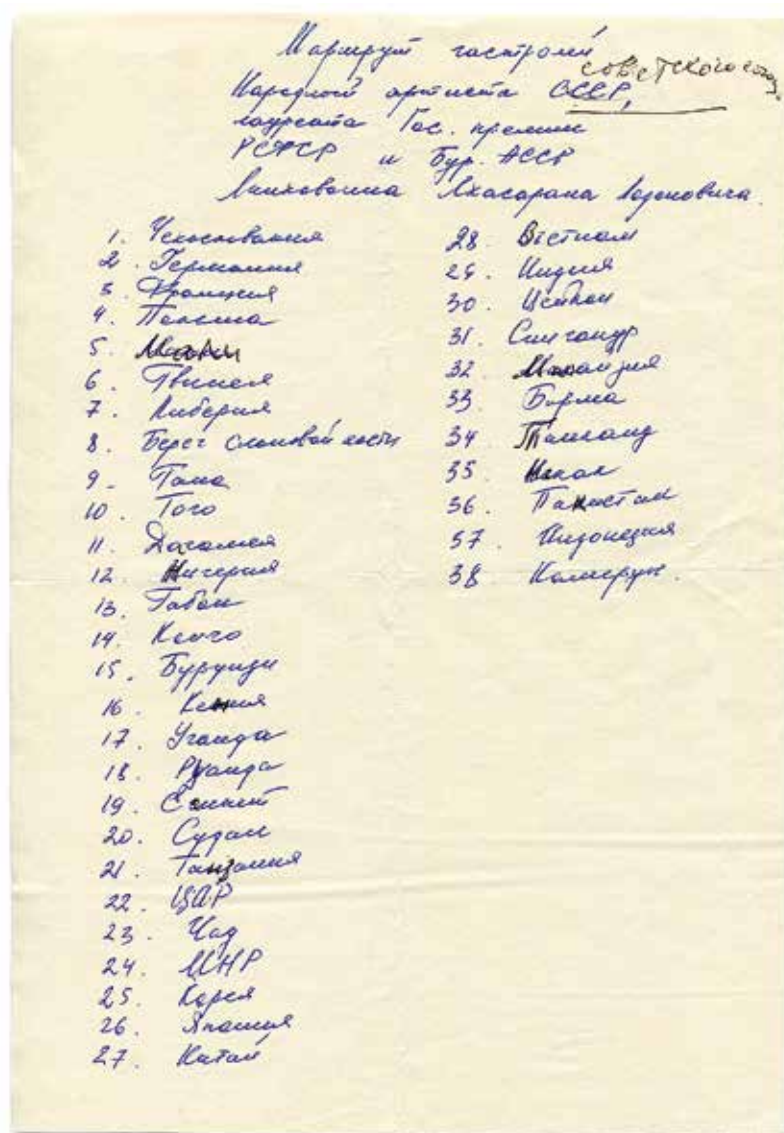 Маршрут гастролей
Народного артиста СССР, советского союза
лауреата Гос. премии
РСФСР и Бур. АССР
Линховоина Лхасарана Лодоновича.
1. Чехословакия
2. Германия
3. Франция
4. Польша
5. Мали
6. Гвинея
7. Либерия
8. Берег слоновой кости
9. Гана
10. Того
11. Дагомея
12. Нигерия
13. Габон
14. Конго
15. Бурунди
16. Кения
17. Уганда
18. Руанда
19.
20. Судан
21. Танзания
22. ЦАР
23. Чад
24. МНР
25. Корея
26. Япония
27. Китай
28. Вьетнам
29. Индия
30. Цейлон
31. Сингапур
32. Малайзия
33. Бирма
34. Таиланд
35. Непал
36. Пакистан
37. Индонезия
38 Камерун.